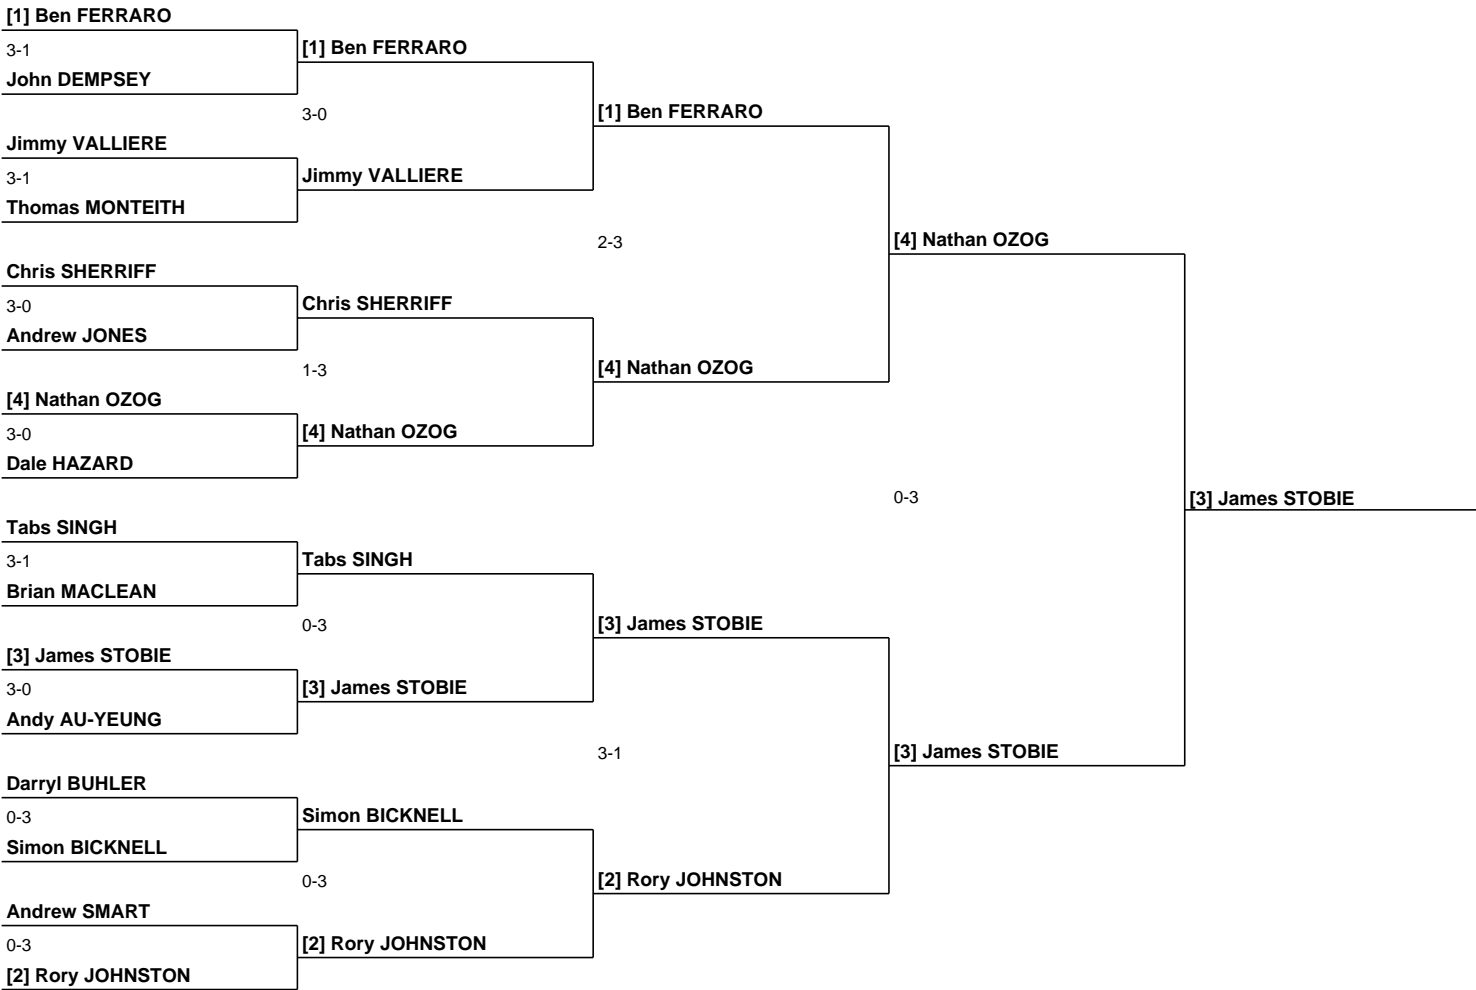 [1] Ben FERRARO
3-1
[1] Ben FERRARO
John DEMPSEY
3-0
[1] Ben FERRARO
Jimmy VALLIERE
3-1
Jimmy VALLIERE
Thomas MONTEITH
2-3
[4] Nathan OZOG
Chris SHERRIFF
3-0
Chris SHERRIFF
Andrew JONES
1-3
[4] Nathan OZOG
[4] Nathan OZOG
3-0
[4] Nathan OZOG
Dale HAZARD
0-3
[3] James STOBIE
Tabs SINGH
3-1
Tabs SINGH
Brian MACLEAN
0-3
[3] James STOBIE
[3] James STOBIE
3-0
[3] James STOBIE
Andy AU-YEUNG
3-1
[3] James STOBIE
Darryl BUHLER
0-3
Simon BICKNELL
Simon BICKNELL
0-3
[2] Rory JOHNSTON
Andrew SMART
0-3
[2] Rory JOHNSTON
[2] Rory JOHNSTON